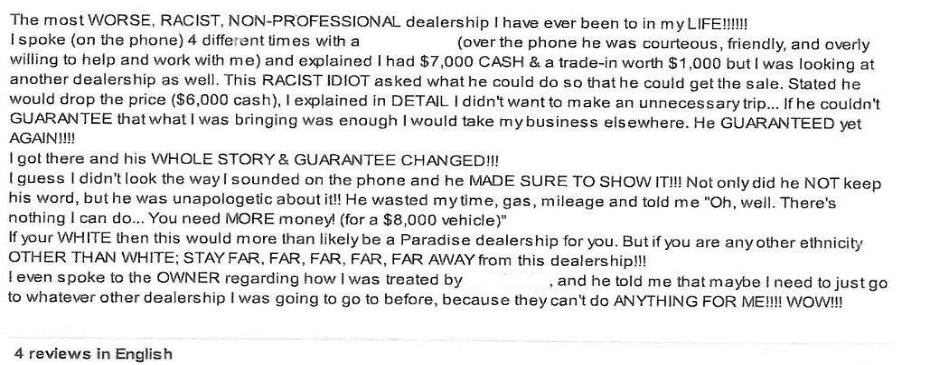 The most WORSE, RACIST, NON-PROFESSIONAL dealership I have ever been to in my LIFE!!!!!!
I spoke (on the phone) 4 different times with a (over the phone he was courteous, friendly, and overly
willing to help and work with me) and explained I had $7,000 CASH & a trade-in worth $1,000 but I was looking at
another dealership as well. This RACIST IDIOT asked what he could do so that he could get the sale. Stated he
would drop the price ($6,000 cash), I explained in DETAIL I didn't want to make an unnecessary trip... If he couldn't
GUARANTEE that what I was bringing was enough I would take my business elsewhere. He GUARANTEED yet
AGAIN!!!!
I got there and his WHOLE STORY & GUARANTEE CHANGED!!!
I guess I didn't look the way I sounded on the phone and he MADE SURE TO SHOW IT!!! Not only did he NOT keep
his word, but he was unapologetic about it!! He wasted my time, gas, mileage and told me "Oh, well. There's
nothing I can do... You need MORE money! (for a $8,000 vehicle)"
If your WHITE then this would more than likely be a Paradise dealership for you. But if you are any other ethnicity
OTHER THAN WHITE; STAY FAR, FAR, FAR, FAR, FAR AWAY from this dealership!!!
I even spoke to the OWNER regarding how I was treated by , and he told me that maybe I need to just go
to whatever other dealership I was going to go to before, because they can't do ANYTHING FOR ME!!!! WOW!!!
4 reviews in English